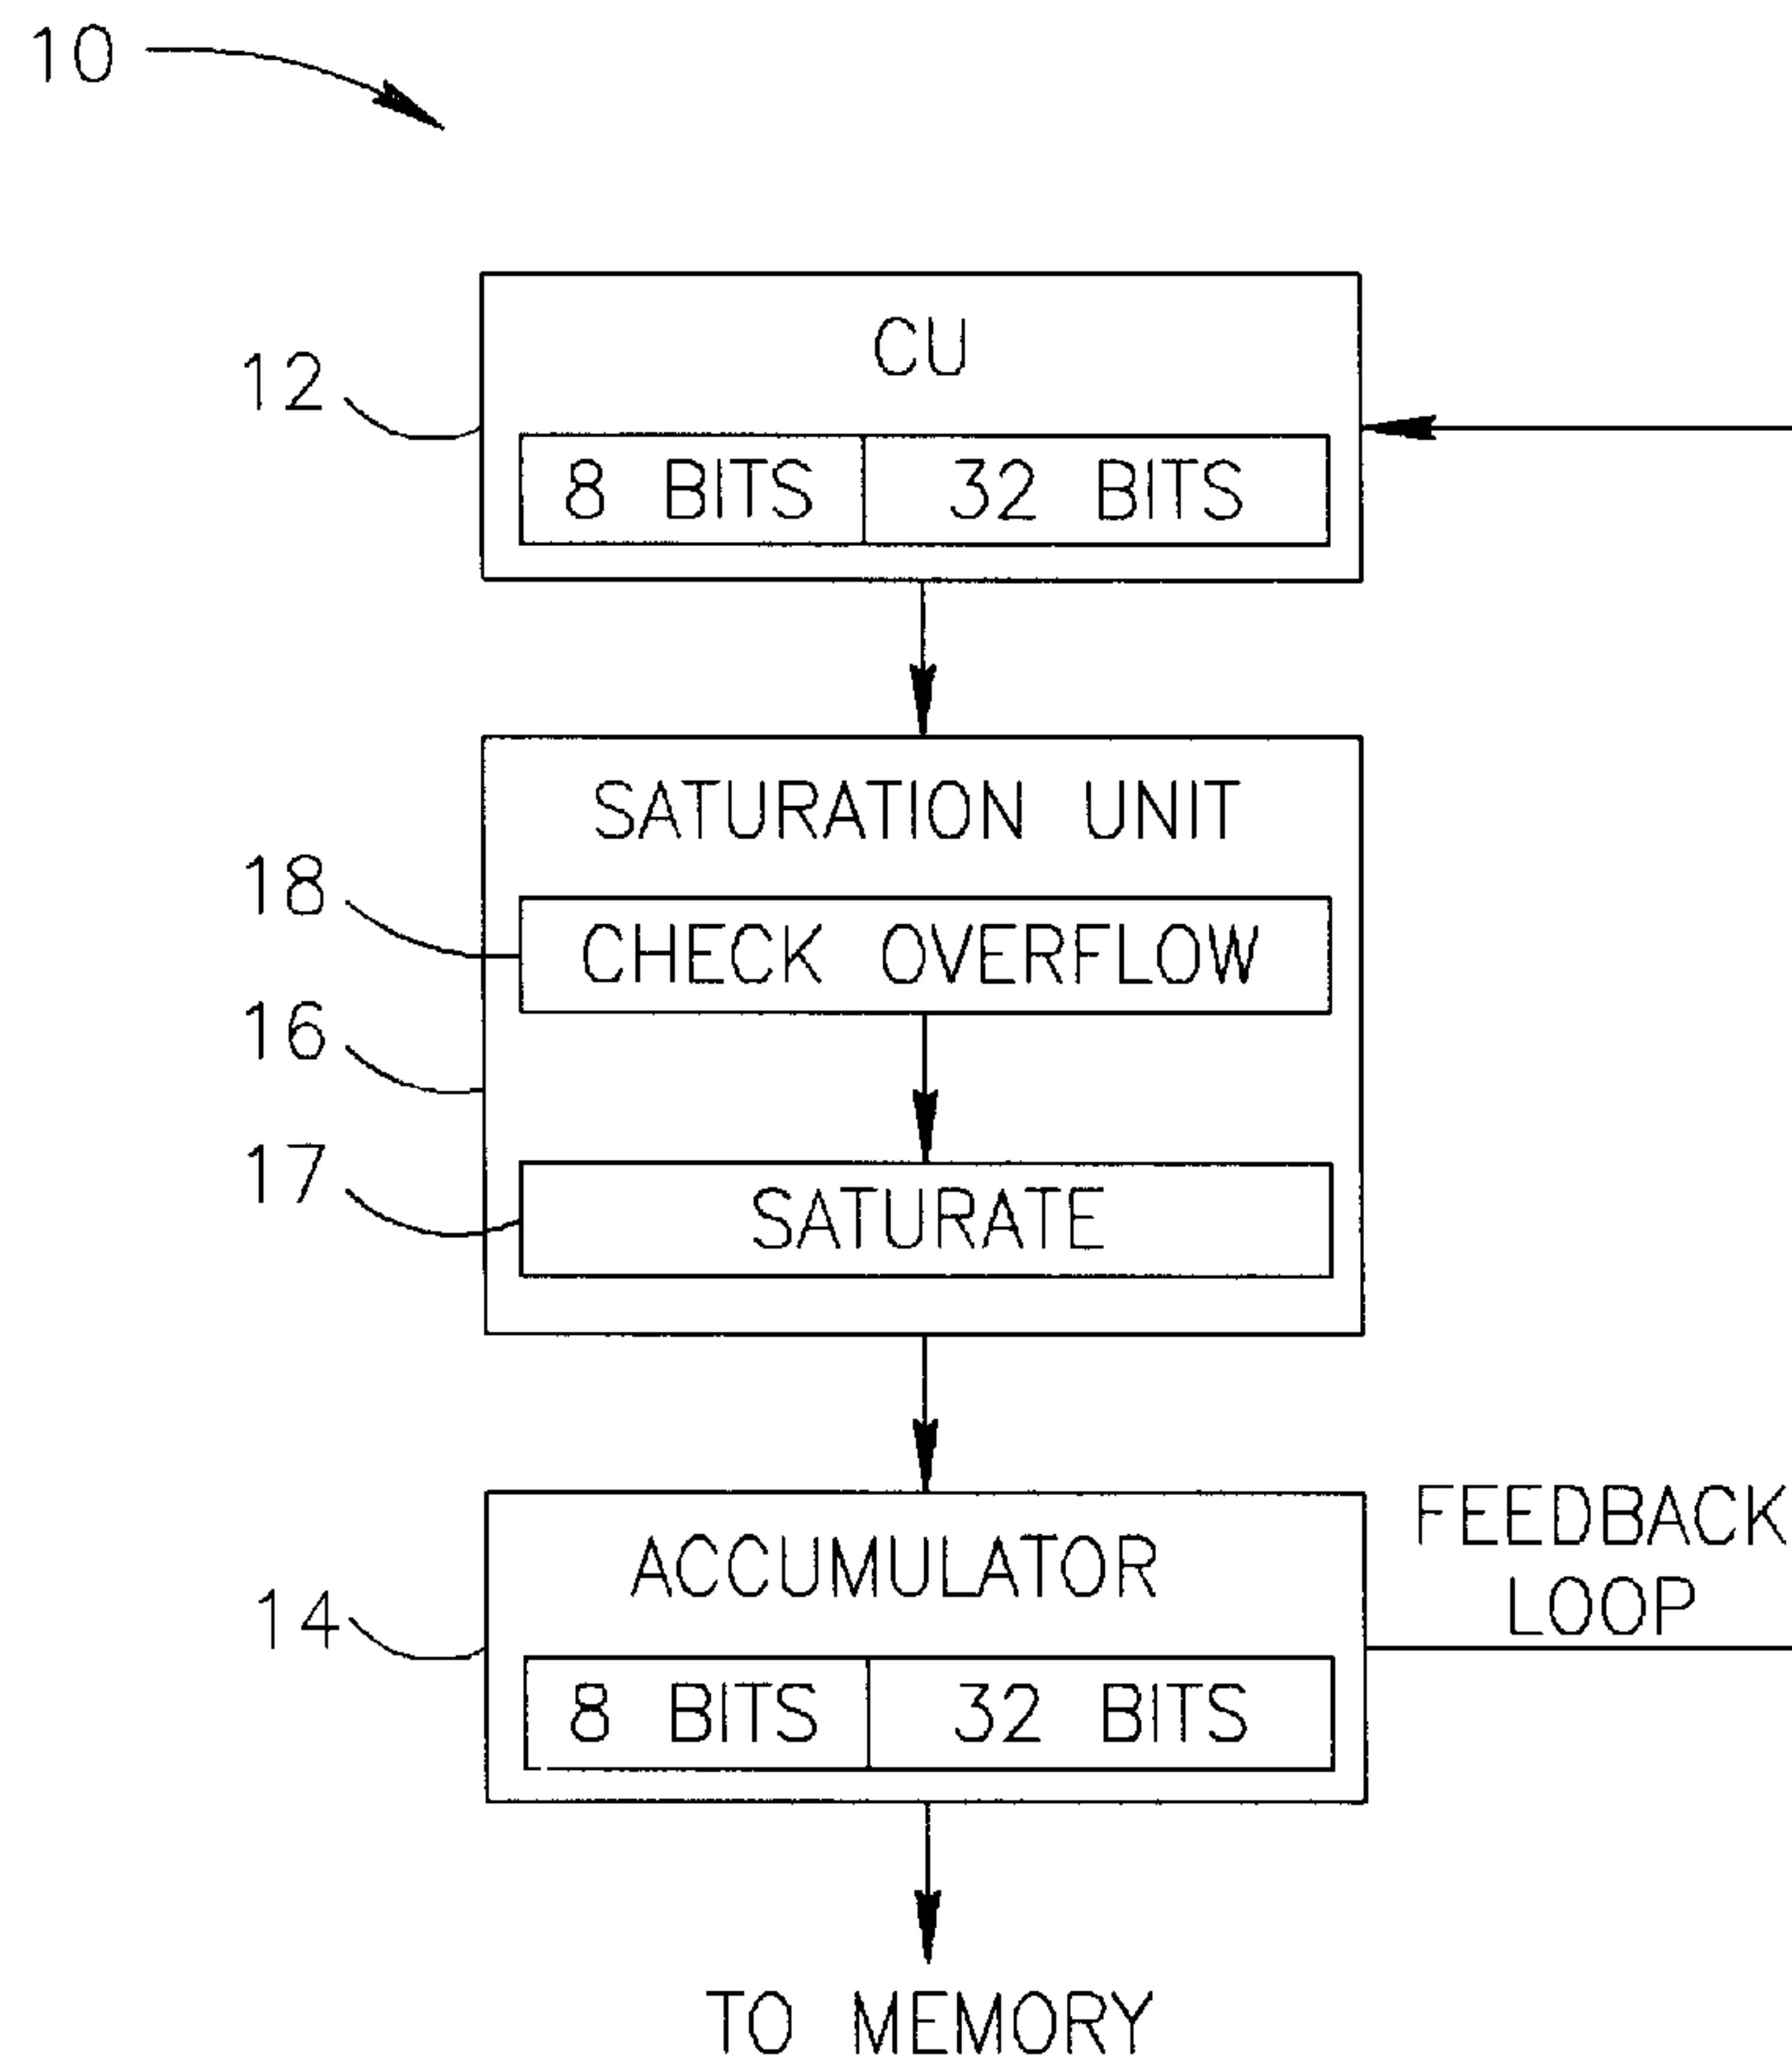 10
CU
12
8 BITS 32 BITS
SATURATION UNIT
18
CHECK OVERFLOW
16
17
SATURATE
FEEDBACK
LOOP
ACCUMULATOR
14
8 BITS 32 BITS
TO MEMORY